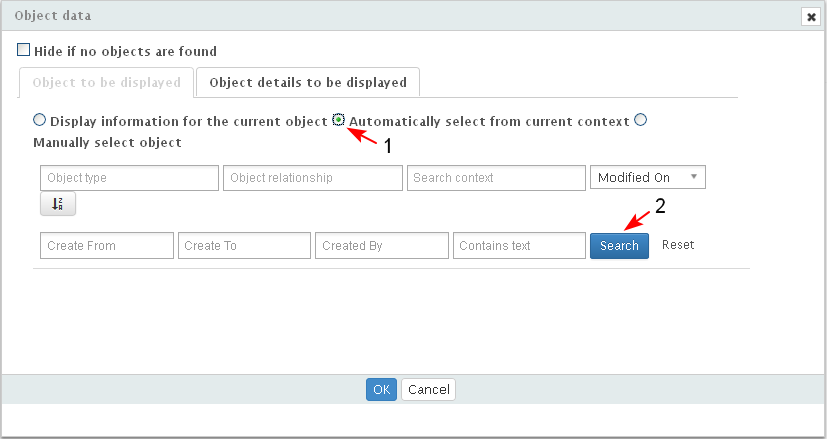 Object data
Hide if no objects are found
Object to be displayed Object details to be displayed
Display information for the current object Automatically select from current context
1
Manually select object
Object type Object relationship Search context Modified On
2
Create From Create To Created By Contains text Search Reset
OK Cancel